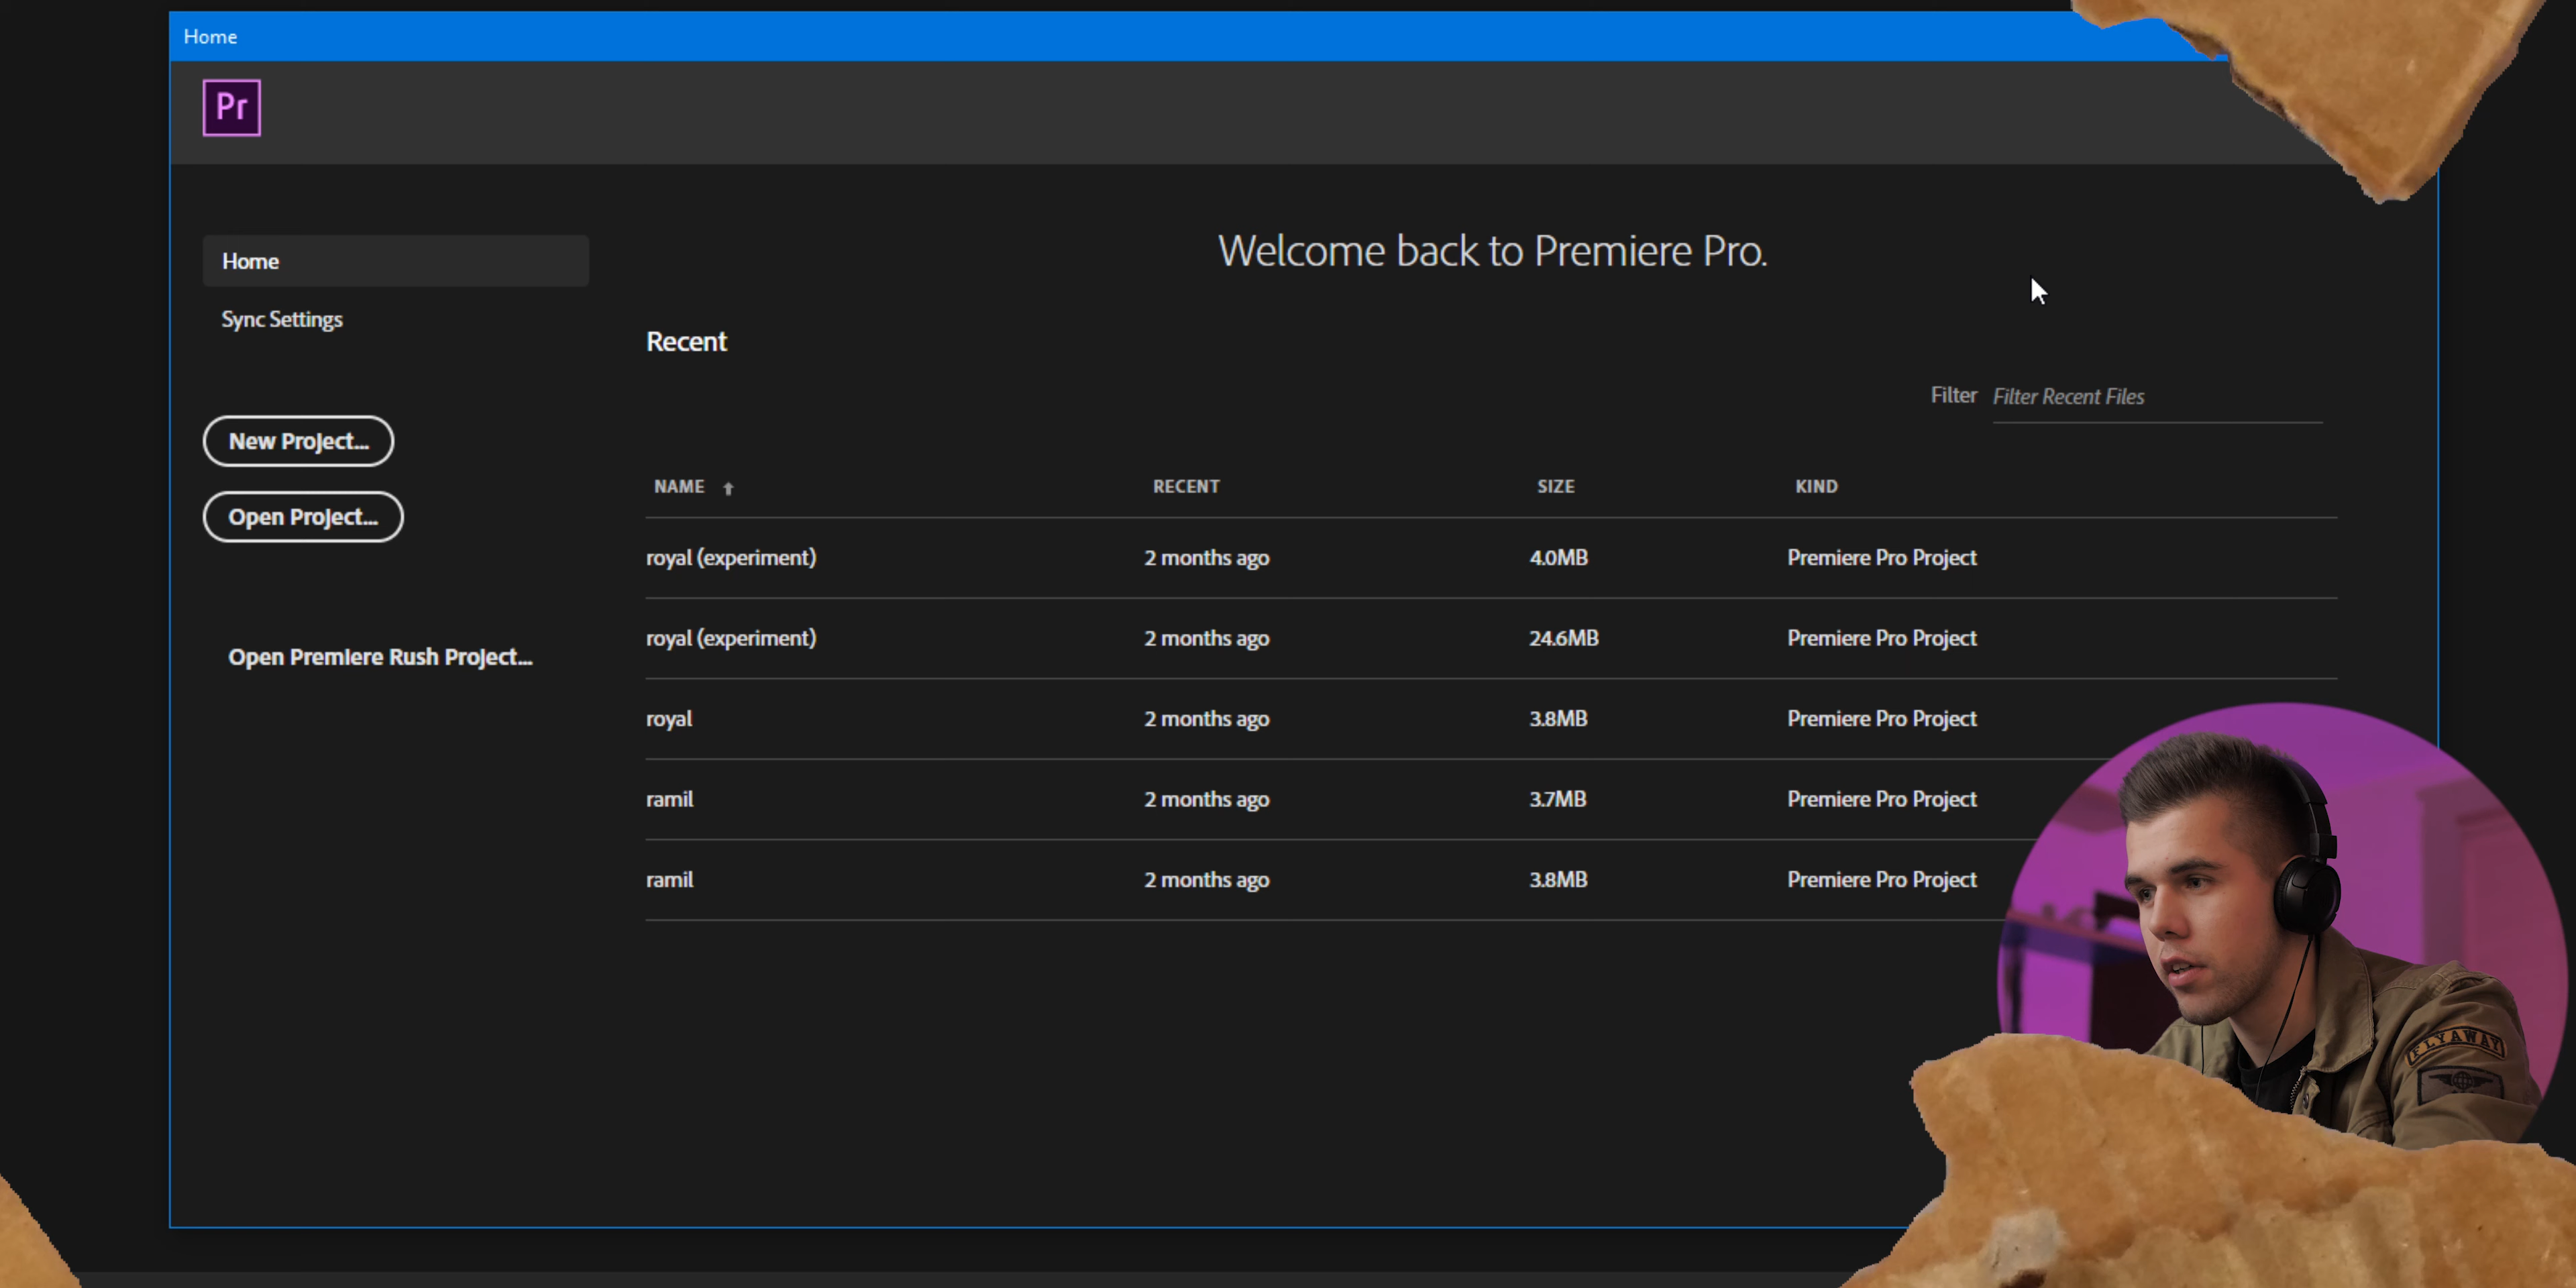 Home
Pr
Home
Sync Settings
New Project...
Open Project...
Open Premiere Rush Project...
Welcome back to Premiere Pro.
Recent
Filter Filter Recent Files
NAME RECENT SIZE KIND
royal (experiment) 2 months ago 4.0MB Premiere Pro Project
royal (experiment) 2 months ago 24.6MB Premiere Pro Project
royal 2 months ago 3.8MB Premiere Pro Project
ramil 2 months ago 3.7MB Premiere Pro Project
ramil 2 months ago 3.8MB Premiere Pro Project
FLYAWAY